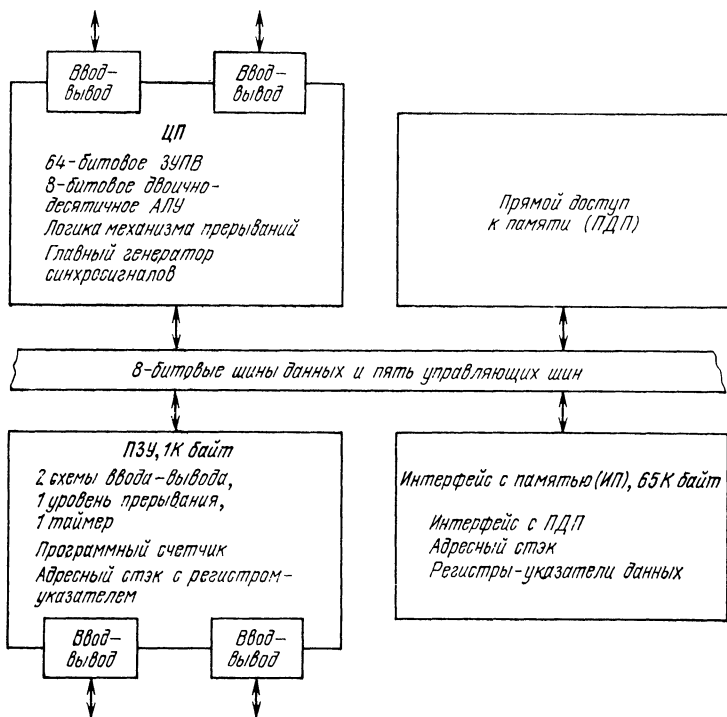 Ввод-
вывод
Ввод-
вывод
ЦП
64-битовое ЗУПВ
8-битовое двоично-
десятичное АЛУ
Логика механизма прерываний
Главный генератор
синхросигналов
Прямой доступ
к памяти (ПДП)
8-битовые шины данных и пять управляющих шин
ПЗУ, 1К байт
2 схемы ввода-вывода,
1 уровень прерывания,
1 таймер
Программный счетчик
Адресный стэк с регистром-
указателем
Ввод-
вывод
Ввод-
вывод
Интерфейс с памятью (ИП), 65К байт
Интерфейс с ПДП
Адресный стэк
Регистры-указатели данных